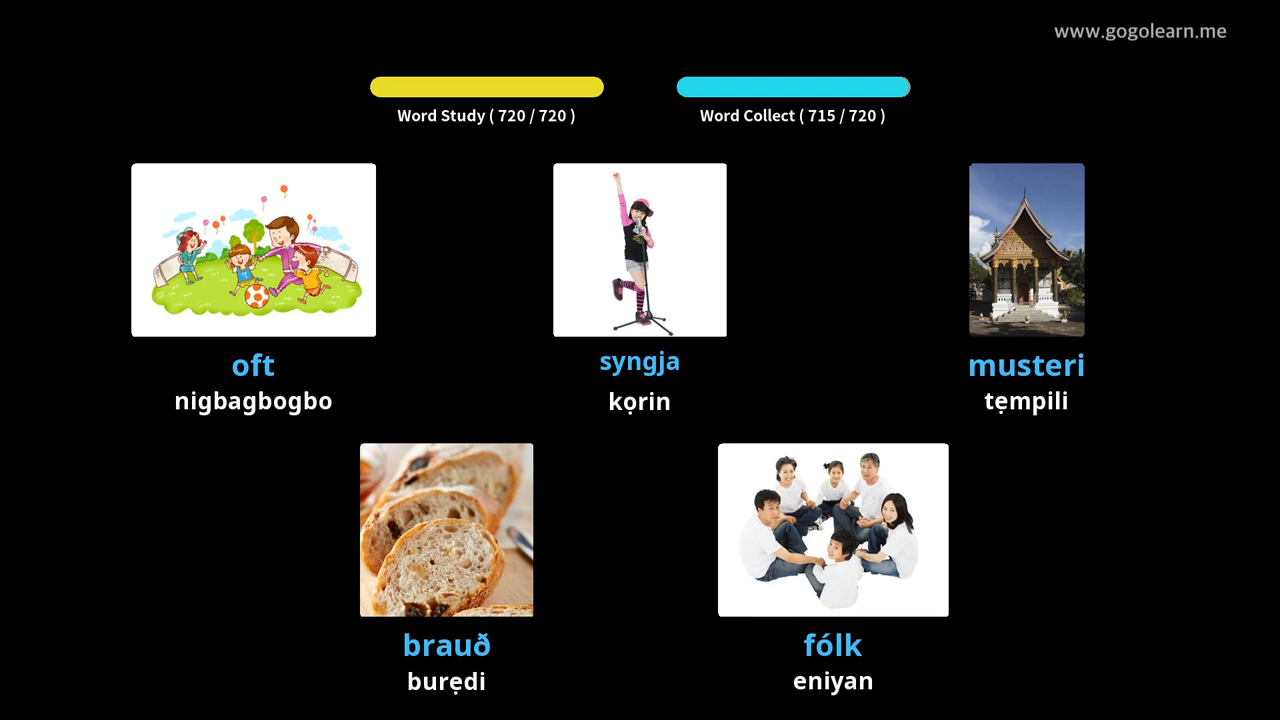 www.gogolearn.me
Word Study ( 720 / 720 )
Word Collect ( 715 / 720 )
oft
nigbagbogbo
syngja
kọrin
musteri
tẹmpili
brauð
burẹdi
fólk
eniyan